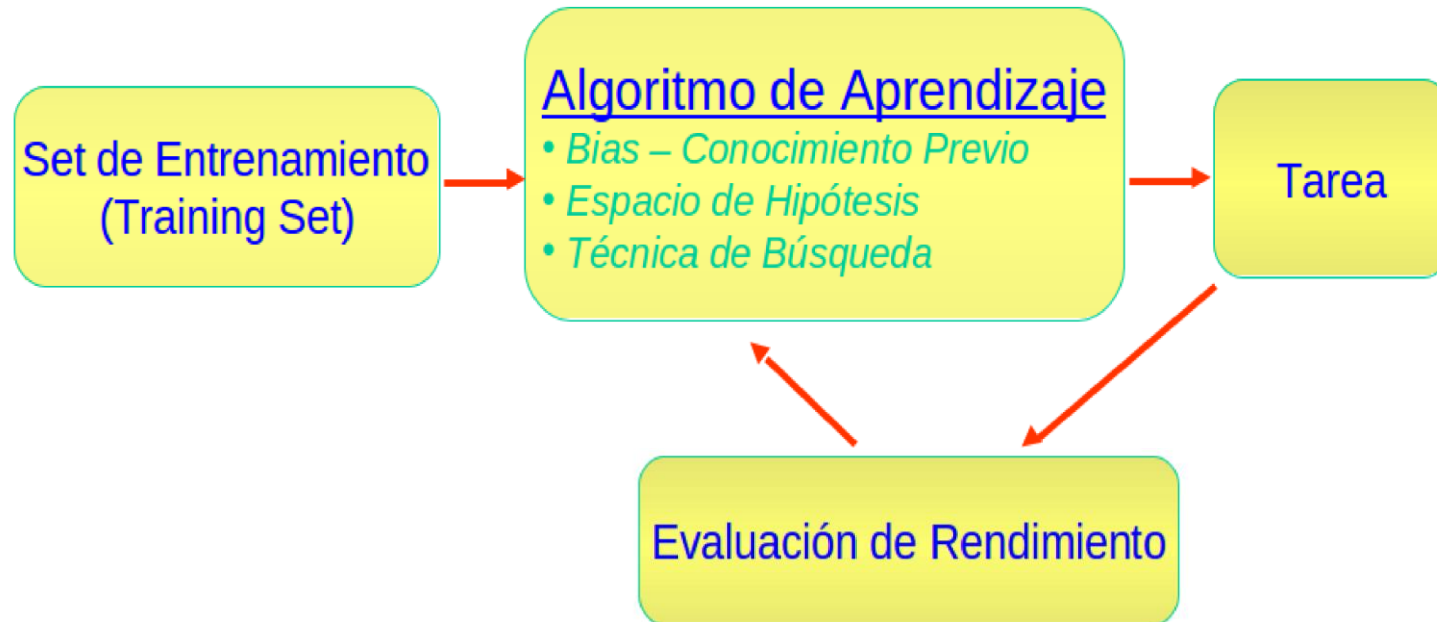 Set de Entrenamiento
(Training Set)
Algoritmo de Aprendizaje
• Bias – Conocimiento Previo
• Espacio de Hipótesis
• Técnica de Búsqueda
Tarea
Evaluación de Rendimiento